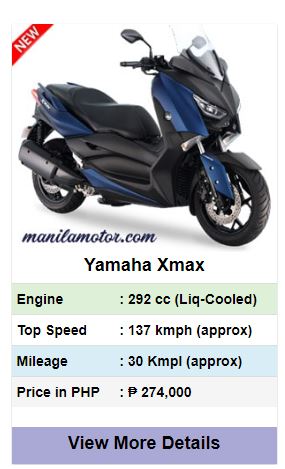 NEW
manilamotor.com
Yamaha Xmax
Engine : 292 cc (Liq-Cooled)
Top Speed : 137 kmph (approx)
Mileage : 30 Kmpl (approx)
Price in PHP : ₱ 274,000
View More Details